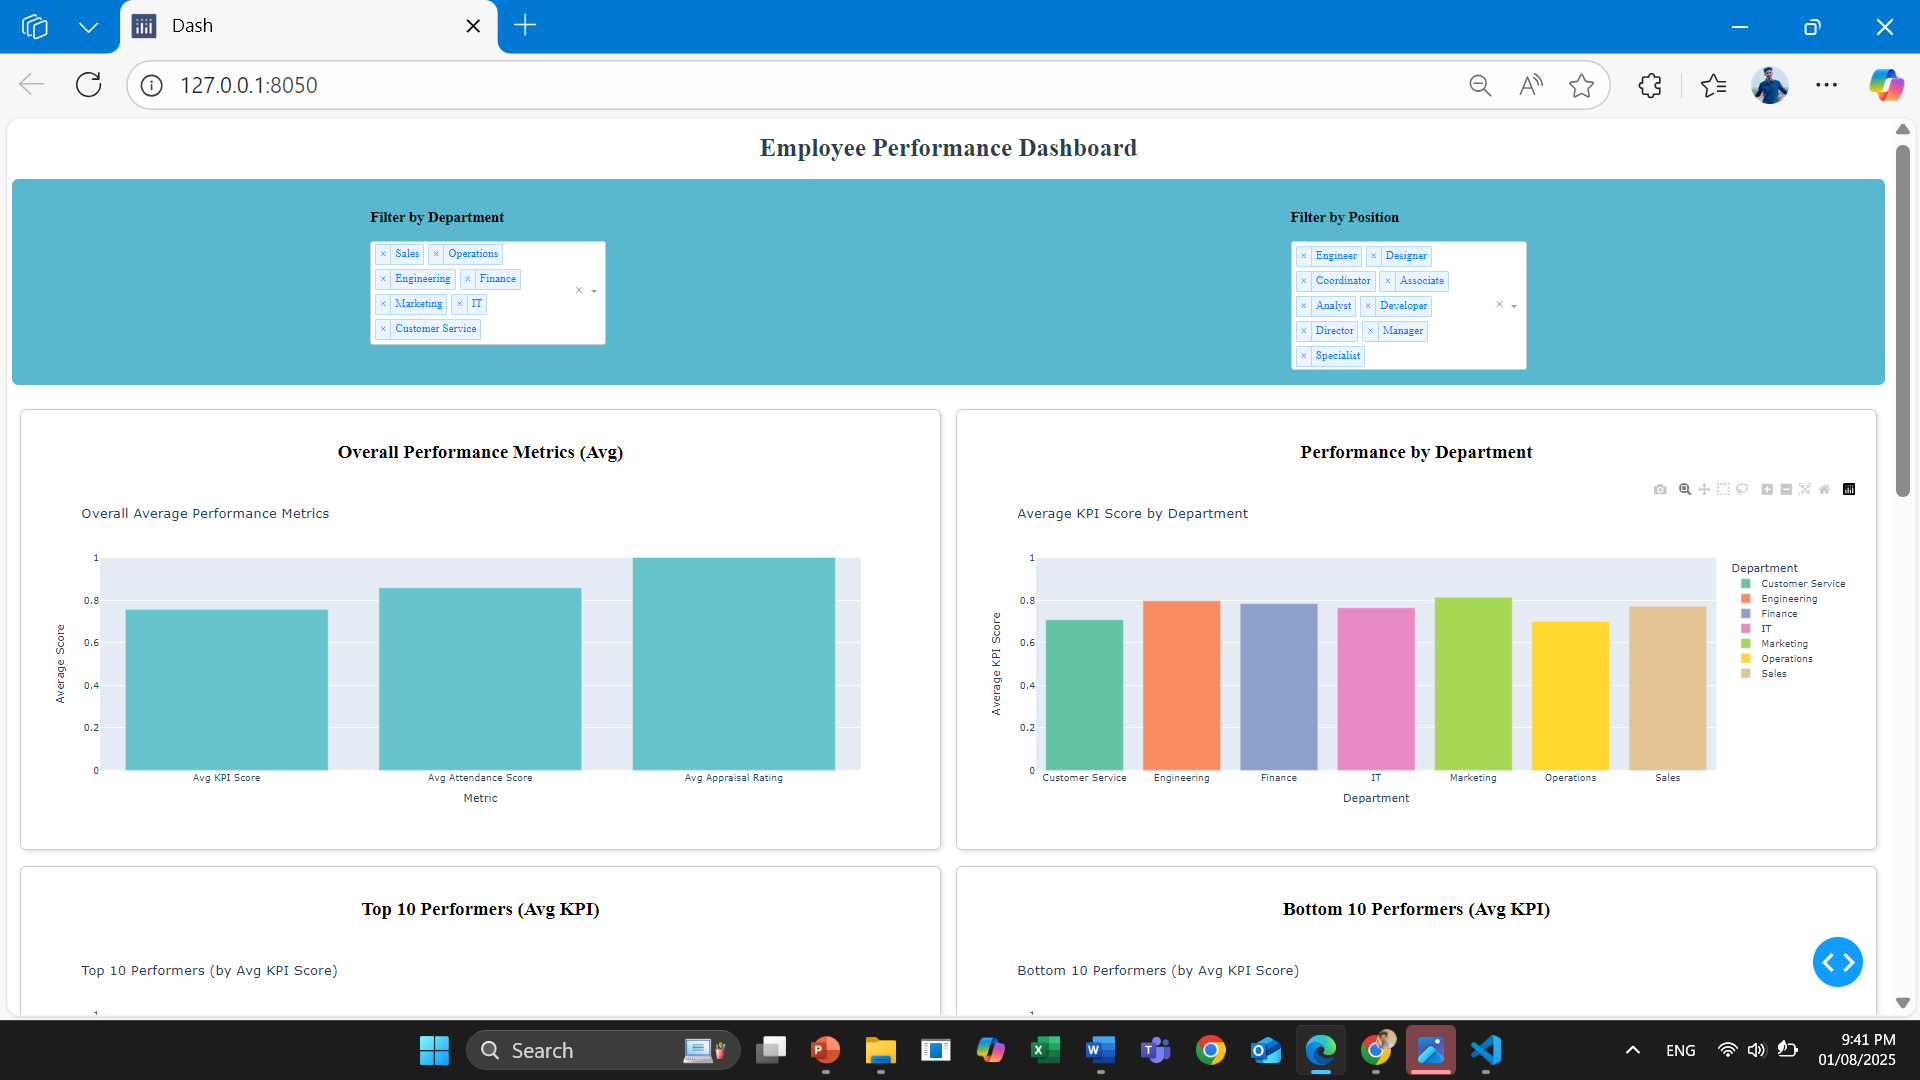 Dash
127.0.0.1:8050
Employee Performance Dashboard
Filter by Department
× Sales × Operations
× Engineering × Finance
× Marketing × IT
× Customer Service
Filter by Position
× Engineer × Designer
× Coordinator × Associate
× Analyst × Developer
× Director × Manager
× Specialist
Overall Performance Metrics (Avg)
Overall Average Performance Metrics
Average Score
1
0.8
0.6
0.4
0.2
0
Avg KPI Score Avg Attendance Score Avg Appraisal Rating
Metric
Performance by Department
Average KPI Score by Department
Average KPI Score
1
0.8
0.6
0.4
0.2
0
Customer Service Engineering Finance IT Marketing Operations Sales
Department
Department
Customer Service
Engineering
Finance
IT
Marketing
Operations
Sales
Top 10 Performers (Avg KPI)
Top 10 Performers (by Avg KPI Score)
1
Bottom 10 Performers (Avg KPI)
Bottom 10 Performers (by Avg KPI Score)
1
Search
ENG
9:41 PM
01/08/2025